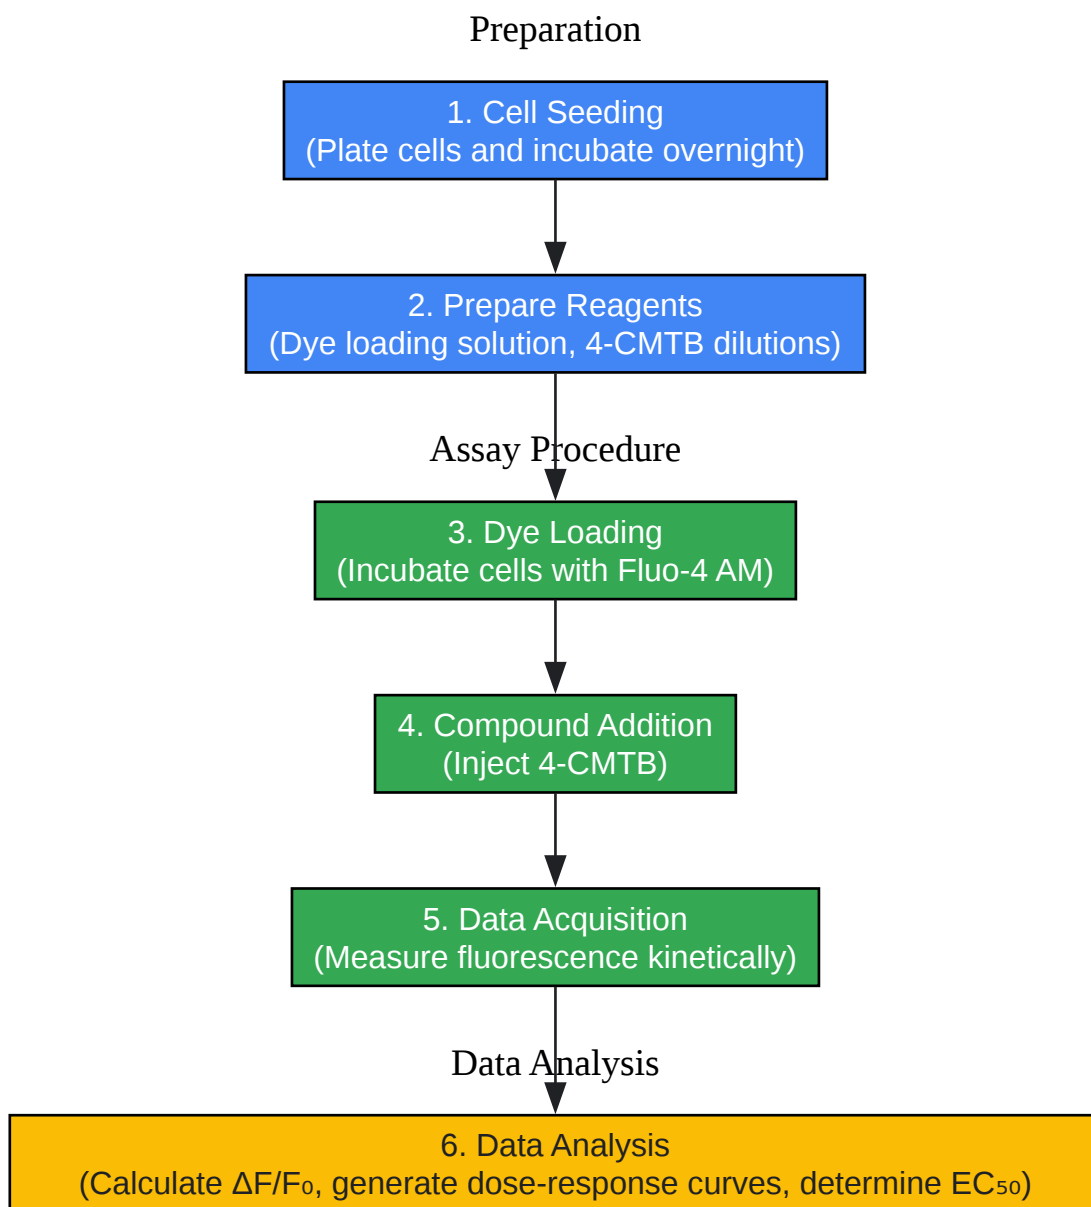 Preparation
1. Cell Seeding
(Plate cells and incubate overnight)
2. Prepare Reagents
(Dye loading solution, 4-CMTB dilutions)
Assay Procedure
3. Dye Loading
(Incubate cells with Fluo-4 AM)
4. Compound Addition
(Inject 4-CMTB)
5. Data Acquisition
(Measure fluorescence kinetically)
Data Analysis
6. Data Analysis
(Calculate ΔF/F₀, generate dose-response curves, determine EC₅₀)